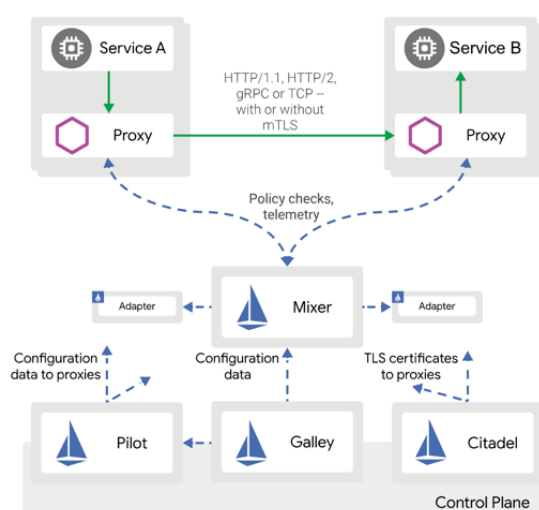 Service A
Service B
HTTP/1.1, HTTP/2,
gRPC or TCP --
with or without
mTLS
Proxy
Proxy
Policy checks,
telemetry
Mixer
Adapter
Adapter
Configuration
data to proxies
Configuration
data
TLS certificates
to proxies
Pilot
Galley
Citadel
Control Plane